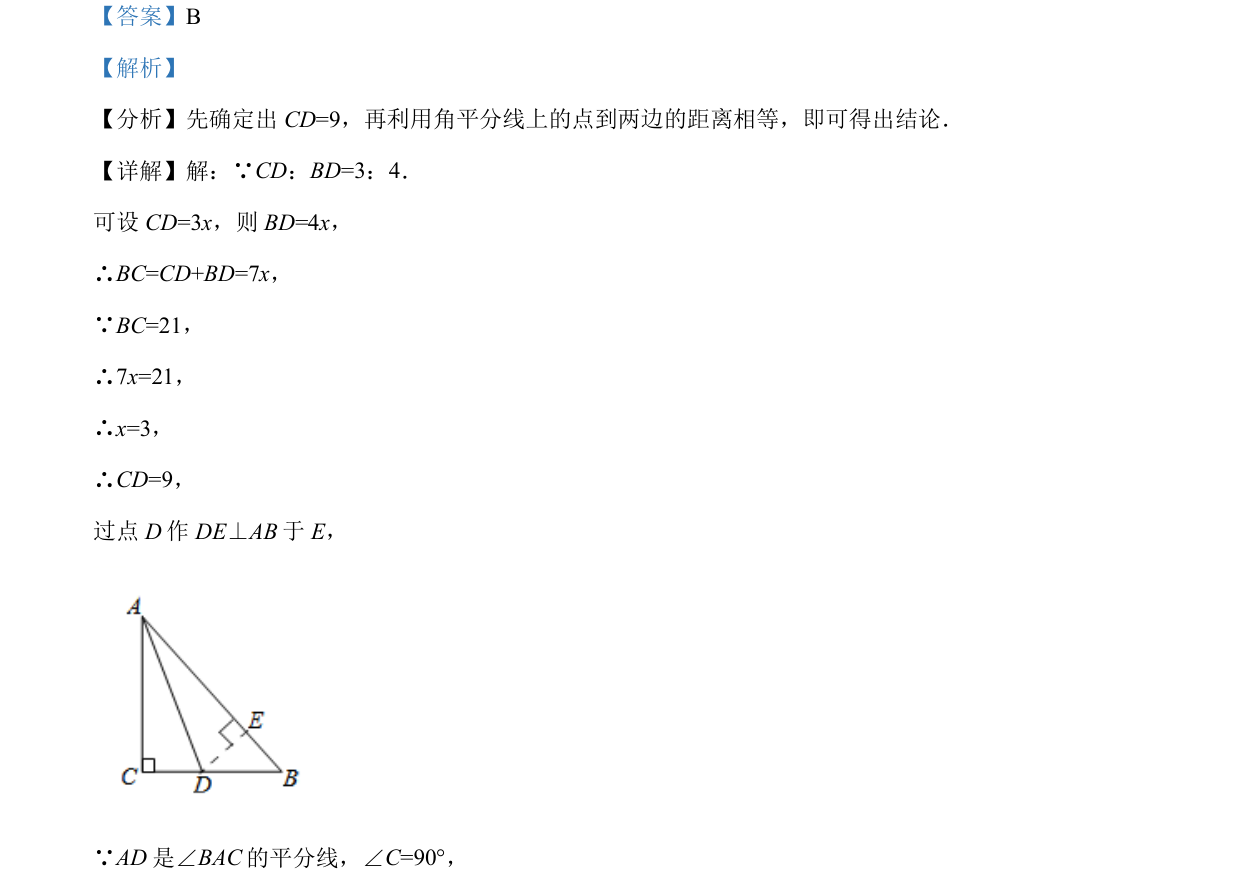 【答案】B
【解析】
【分析】先确定出 CD=9，再利用角平分线上的点到两边的距离相等，即可得出结论．
【详解】解：∵CD：BD=3：4．
可设 CD=3x，则 BD=4x，
∴BC=CD+BD=7x，
∵BC=21，
∴7x=21，
∴x=3，
∴CD=9，
过点 D 作 DE⊥AB 于 E，
A
E
C
D
B
∵AD 是∠BAC 的平分线，∠C=90°，